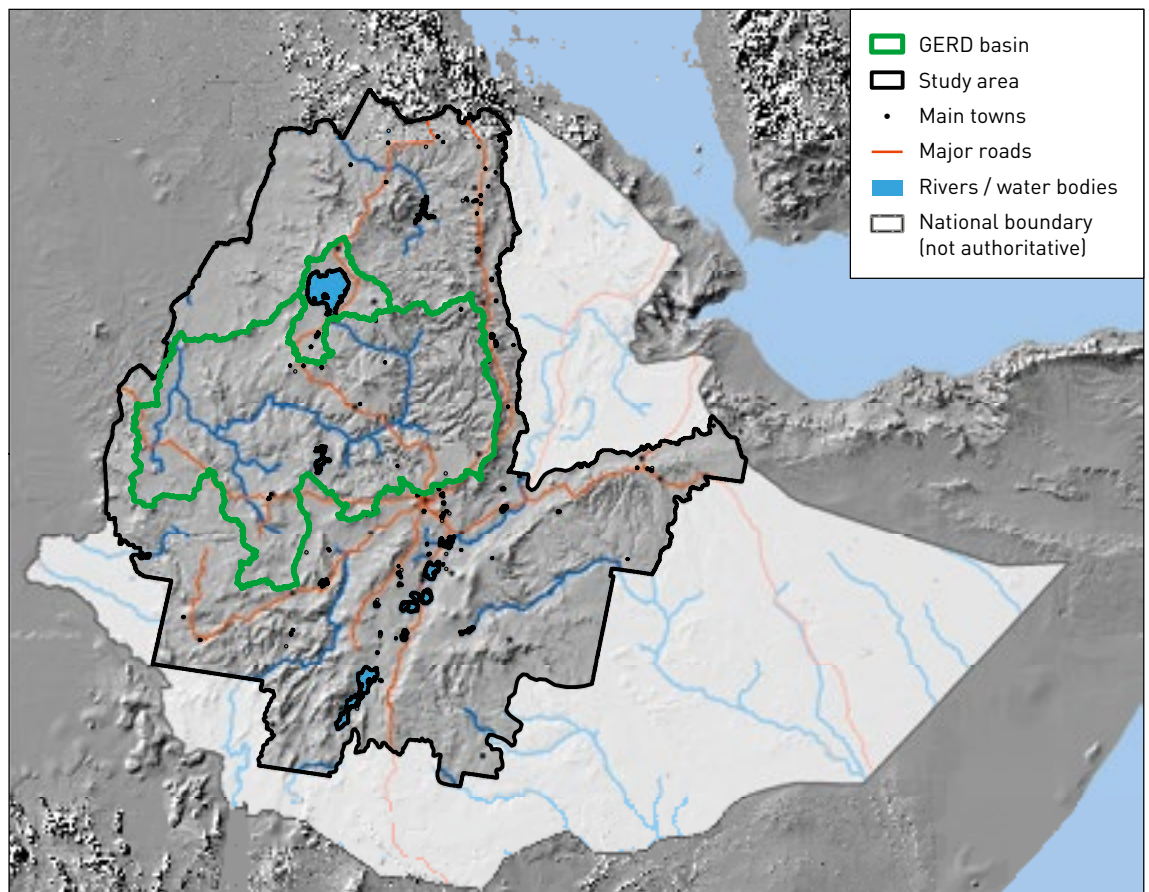 GERD basin
Study area
Main towns
Major roads
Rivers / water bodies
National boundary
(not authoritative)